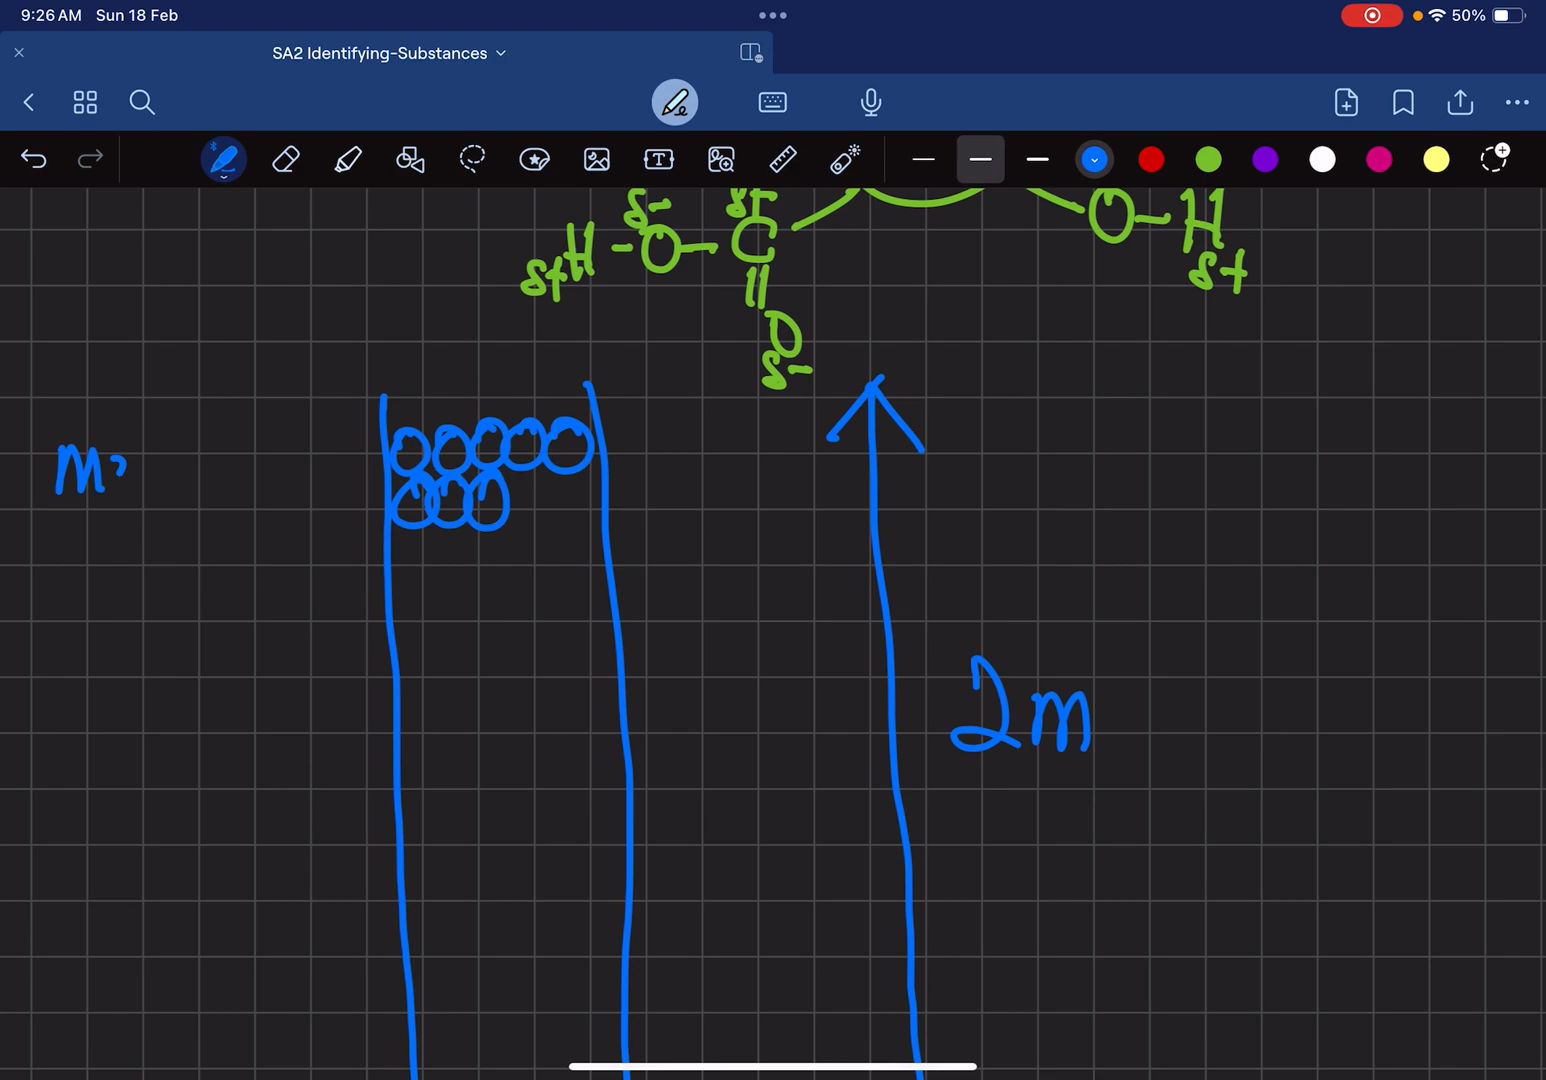 9:26 AM Sun 18 Feb
50%
SA2 Identifying-Substances
T
δ- δ+
H - O - C
δ+
O - H
δ+
O
δ-
2m